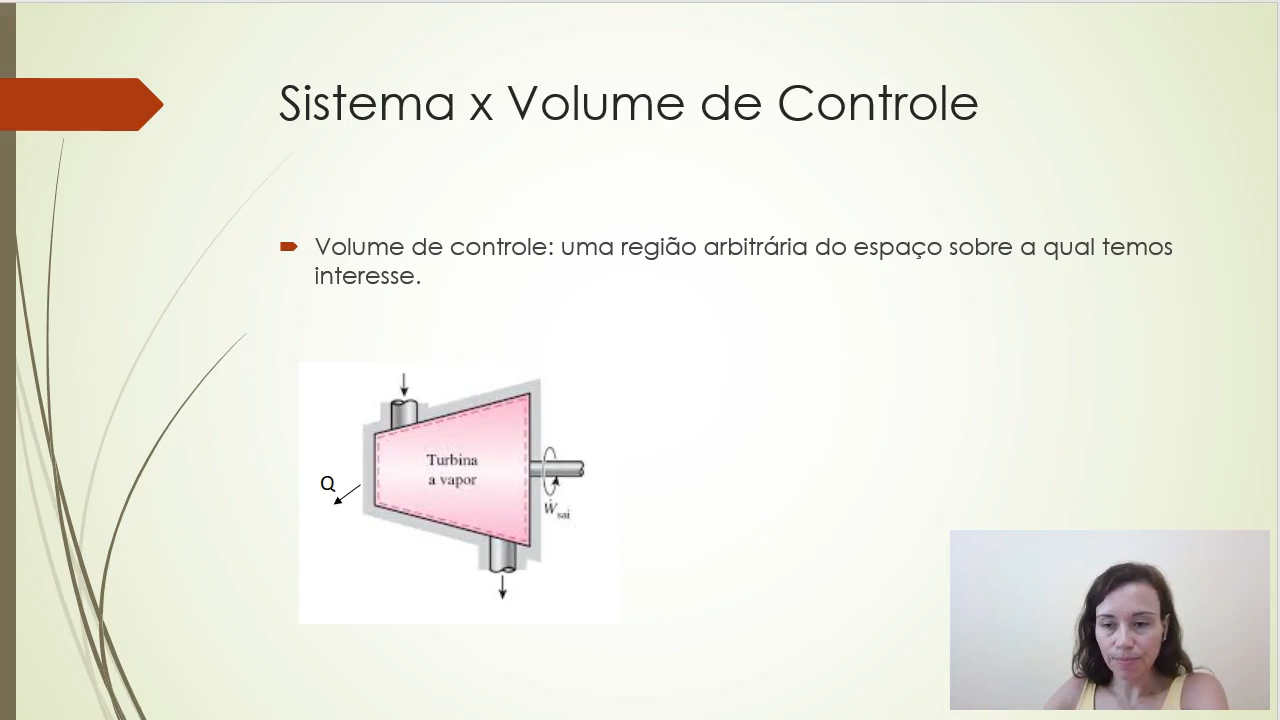 Sistema x Volume de Controle
Volume de controle: uma região arbitrária do espaço sobre a qual temos
interesse.
Turbina
a vapor
Q
Ẇsai